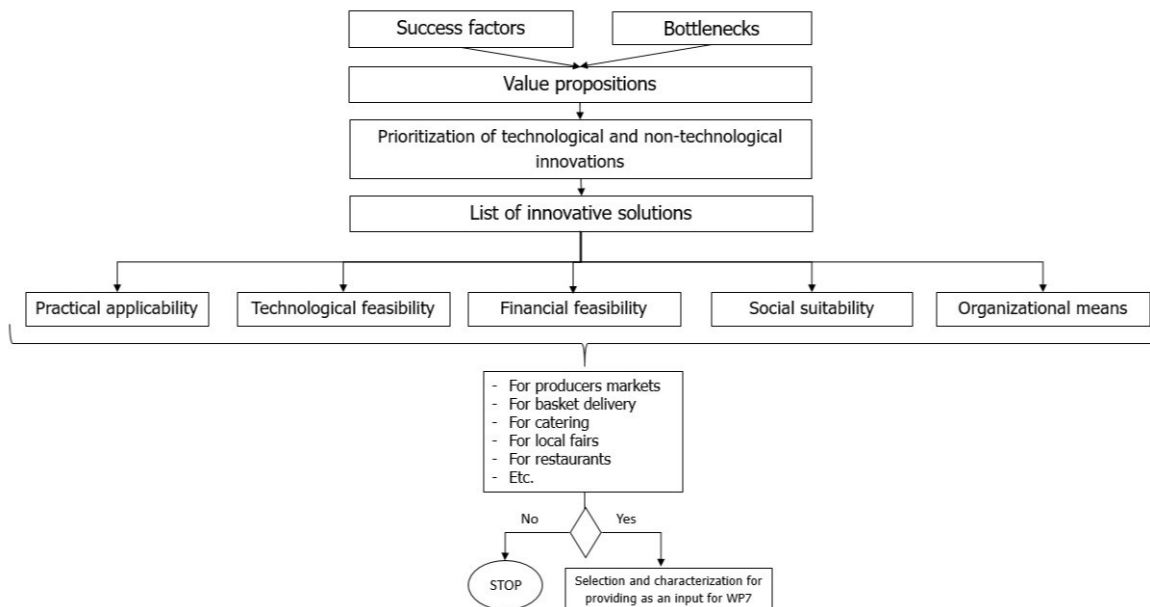 Success factors
Bottlenecks
Value propositions
Prioritization of technological and non-technological
innovations
List of innovative solutions
Practical applicability
Technological feasibility
Financial feasibility
Social suitability
Organizational means
- For producers markets
- For basket delivery
- For catering
- For local fairs
- For restaurants
- Etc.
No
Yes
STOP
Selection and characterization for
providing as an input for WP7